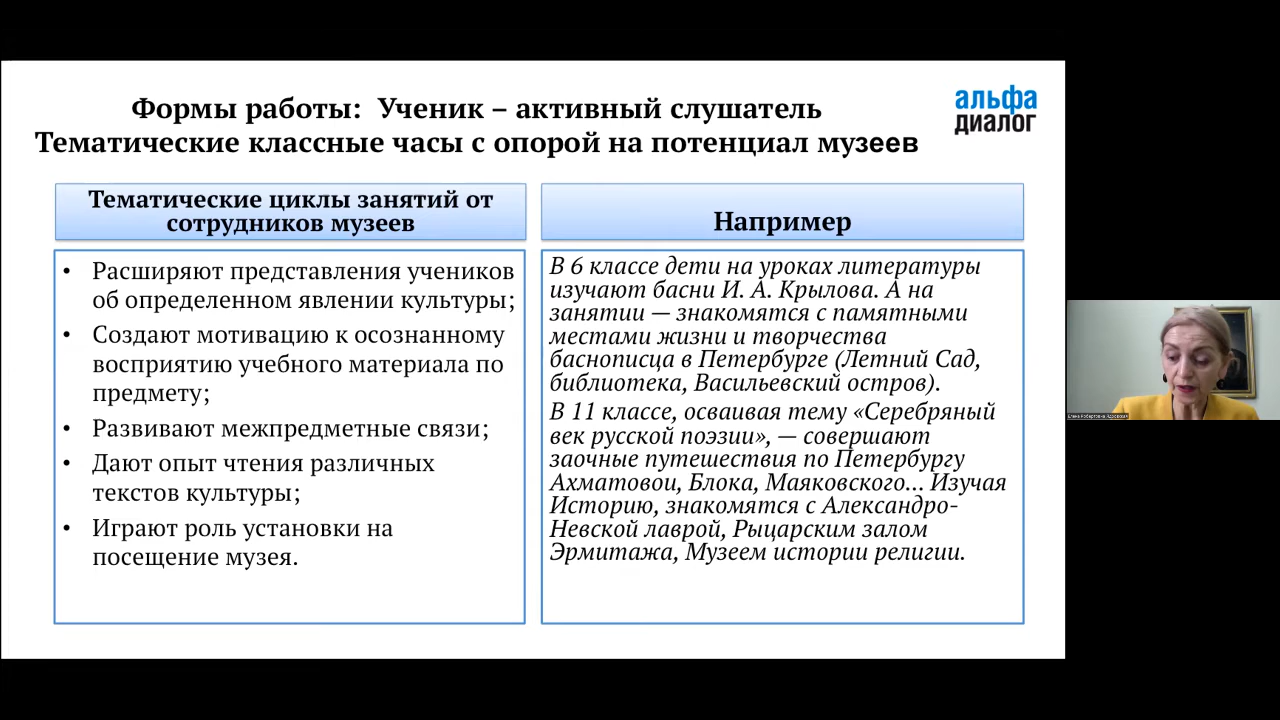 Формы работы: Ученик – активный слушатель
Тематические классные часы с опорой на потенциал музеев
альфа
диалог
Тематические циклы занятий от
сотрудников музеев
• Расширяют представления учеников
об определенном явлении культуры;
• Создают мотивацию к осознанному
восприятию учебного материала по
предмету;
• Развивают межпредметные связи;
• Дают опыт чтения различных
текстов культуры;
• Играют роль установки на
посещение музея.
Например
В 6 классе дети на уроках литературы
изучают басни И. А. Крылова. А на
занятии — знакомятся с памятными
местами жизни и творчества
баснописца в Петербурге (Летний Сад,
библиотека, Васильевский остров).
В 11 классе, осваивая тему «Серебряный
век русской поэзии», — совершают
заочные путешествия по Петербургу
Ахматовои, Блока, Маяковского... Изучая
Историю, знакомятся с Александро-
Невской лаврой, Рыцарским залом
Эрмитажа, Музеем истории религии.
Елена Робертовна